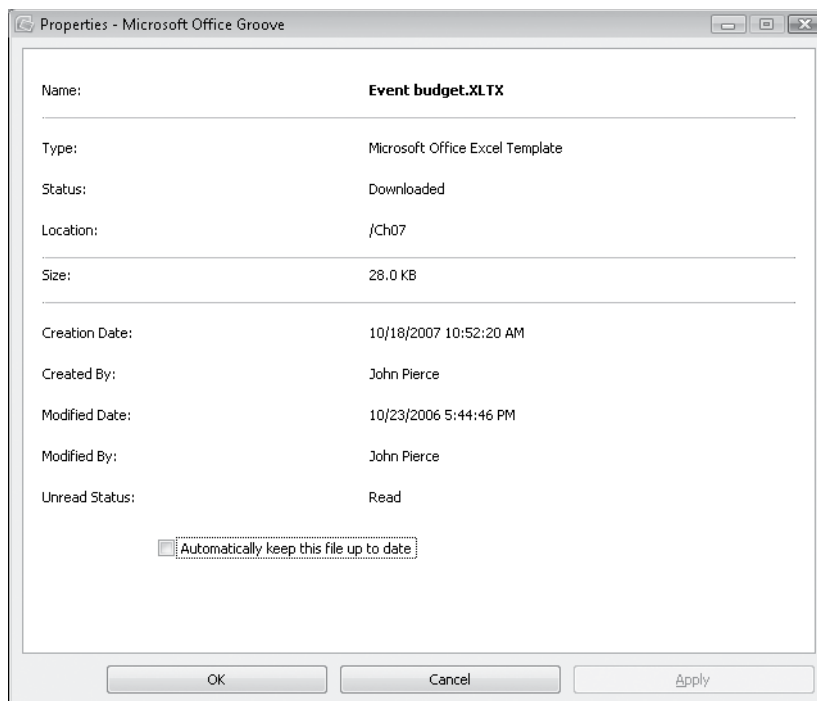 Properties - Microsoft Office Groove
Name: Event budget.XLTX
Type: Microsoft Office Excel Template
Status: Downloaded
Location: /Ch07
Size: 28.0 KB
Creation Date: 10/18/2007 10:52:20 AM
Created By: John Pierce
Modified Date: 10/23/2006 5:44:46 PM
Modified By: John Pierce
Unread Status: Read
Automatically keep this file up to date
OK Cancel Apply